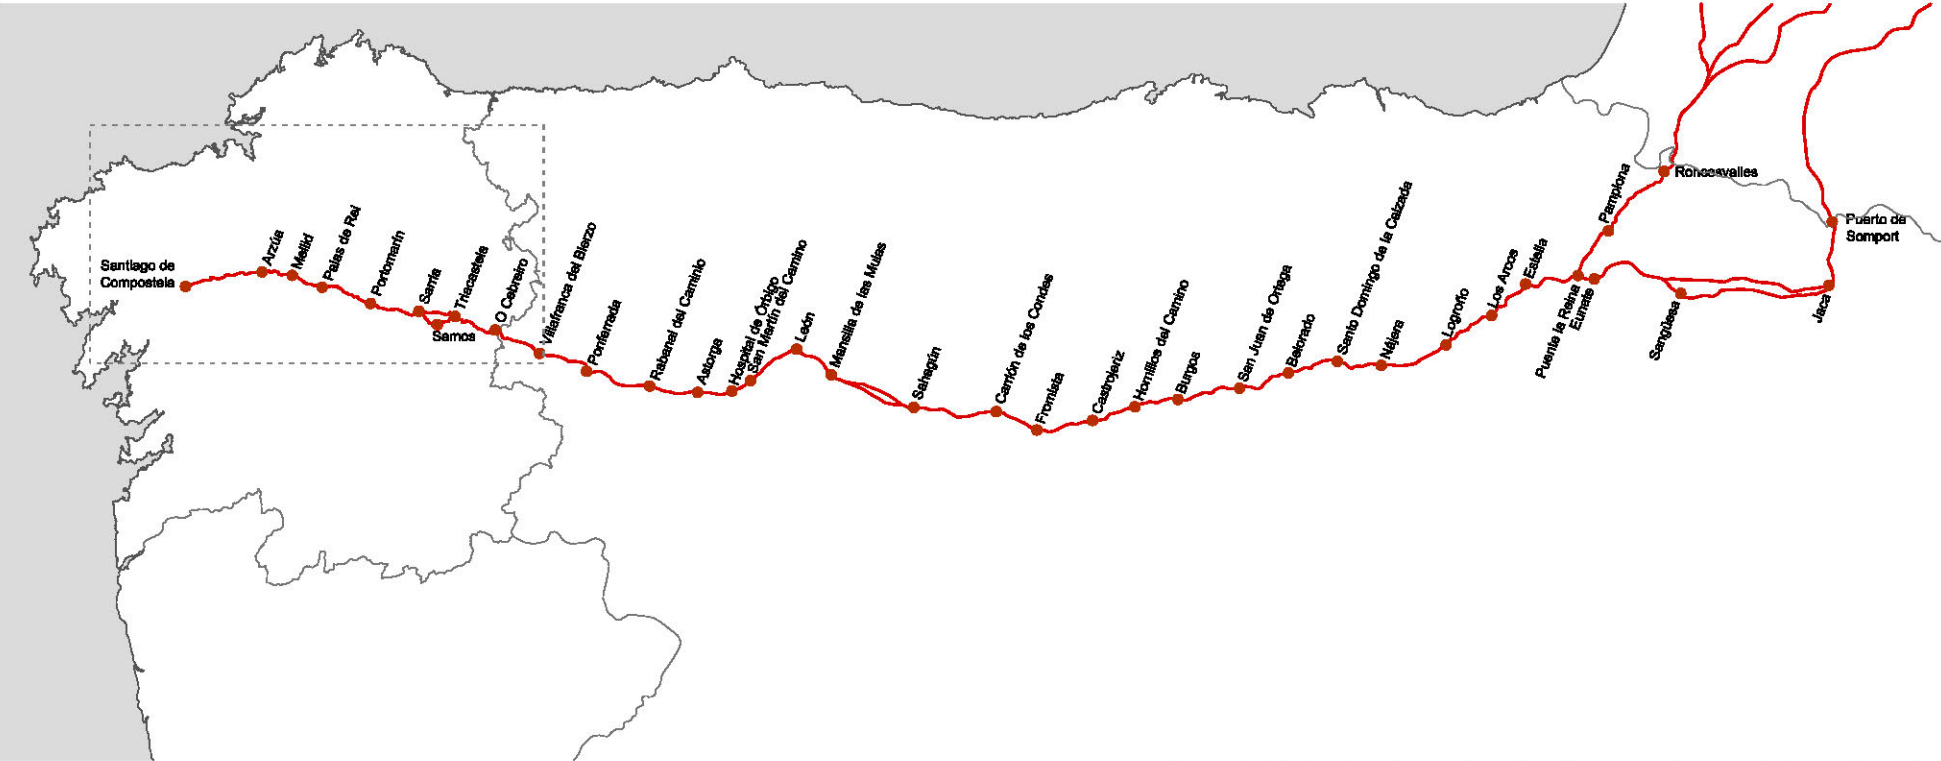 Santiago de
Compostela
Arzúa
Mellid
Palas de Rei
Portomarín
Sarria
Samos
Triacastela
O Cebreiro
Villafranca del Bierzo
Ponferrada
Rabanal del Caminio
Astorga
Hospital de Órbigo
San Martín del Camino
León
Mansilla de las Mulas
Sahagún
Carrión de los Condes
Fromista
Castrojeriz
Hornillos del Camino
Burgos
San Juan de Ortega
Belorado
Santo Domingo de la Calzada
Nájera
Logroño
Los Arcos
Estella
Puente la Reina
Eunate
Pamplona
Roncesvalles
Sangüesa
Jaca
Puerto de
Somport